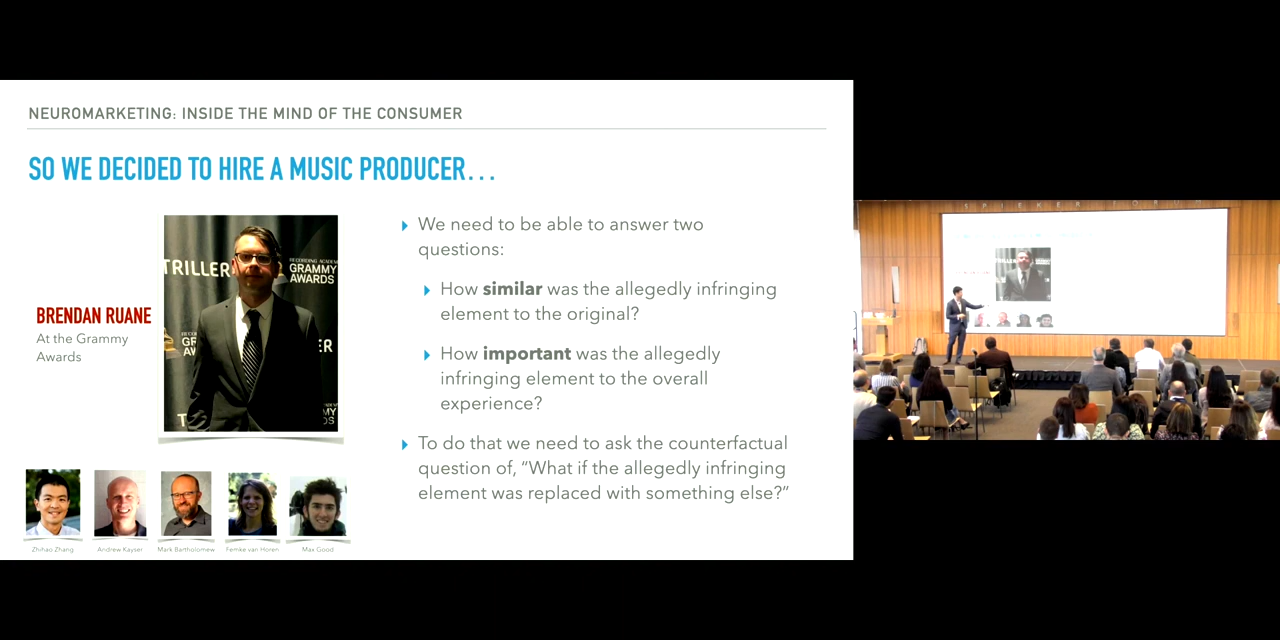 NEUROMARKETING: INSIDE THE MIND OF THE CONSUMER
SO WE DECIDED TO HIRE A MUSIC PRODUCER...
TRILLER
RECORDING ACADEMY
GRAMMY
AWARDS
BRENDAN RUANE
At the Grammy
Awards
We need to be able to answer two
questions:
How similar was the allegedly infringing
element to the original?
How important was the allegedly
infringing element to the overall
experience?
To do that we need to ask the counterfactual
question of, “What if the allegedly infringing
element was replaced with something else?”
Zhihao Zhang
Andrew Kayser
Mark Bartholomew
Femke van Horen
Max Good
SPIEKER FORUM